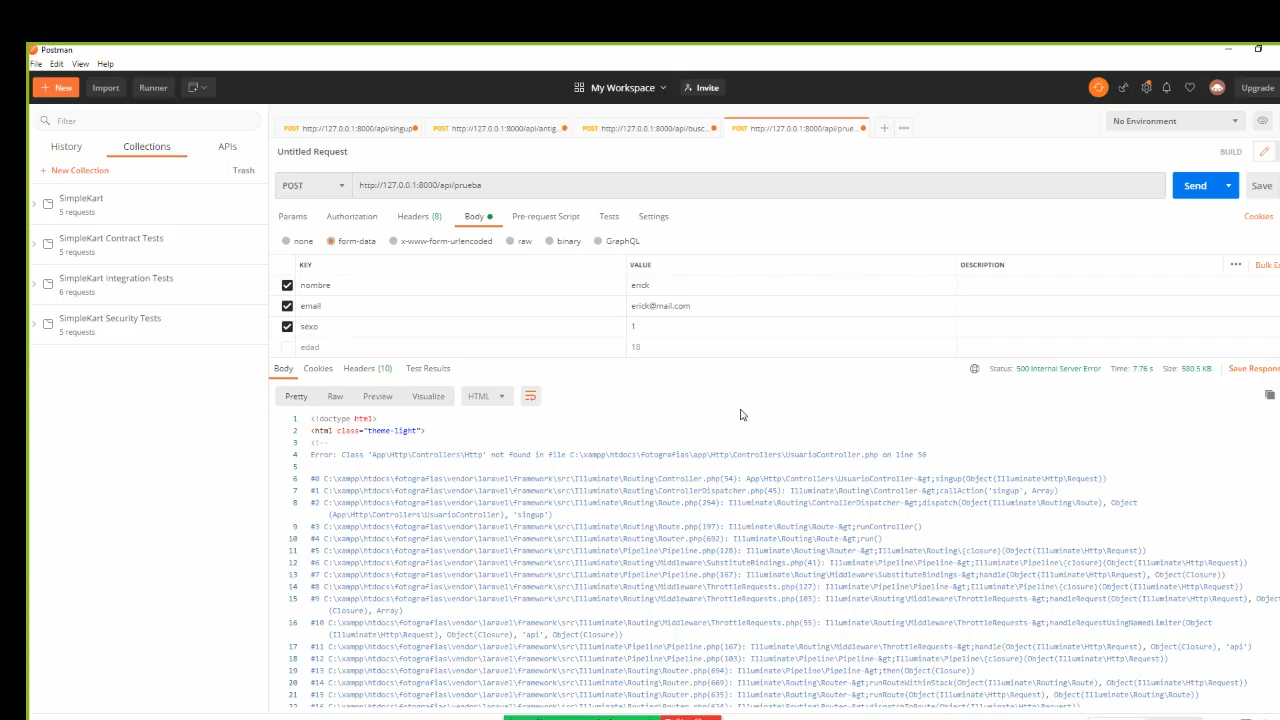 Postman
File Edit View Help
+ New Import Runner My Workspace Invite Upgrade
Filter
POST http://127.0.0.1:8000/api/singup POST http://127.0.0.1:8000/api/antig... POST http://127.0.0.1:8000/api/busc... POST http://127.0.0.1:8000/api/prue... + ••• No Environment
History Collections APIs
Untitled Request BUILD
+ New Collection Trash
POST http://127.0.0.1:8000/api/prueba Send Save
SimpleKart
5 requests
SimpleKart Contract Tests
5 requests
SimpleKart Integration Tests
6 requests
SimpleKart Security Tests
5 requests
Params Authorization Headers (8) Body Pre-request Script Tests Settings Cookies
none form-data x-www-form-urlencoded raw binary GraphQL
KEY VALUE DESCRIPTION ••• Bulk E
nombre erick
email erick@mail.com
sexo 1
edad 18
Body Cookies Headers (10) Test Results Status: 500 Internal Server Error Time: 7.76 s Size: 580.5 KB Save Respon
Pretty Raw Preview Visualize HTML
1 <!doctype html>
2 <html class="theme-light">
3 <!--
4 Error: Class 'App\Http\Controllers\Http' not found in file C:\xampp\htdocs\fotografias\app\Http\Controllers\UsuarioController.php on line 56
5
6 #0 C:\xampp\htdocs\fotografias\vendor\laravel\framework\src\Illuminate\Routing\Controller.php(54): App\Http\Controllers\UsuarioController-&gt;singup(Object(Illuminate\Http\Request))
7 #1 C:\xampp\htdocs\fotografias\vendor\laravel\framework\src\Illuminate\Routing\ControllerDispatcher.php(45): Illuminate\Routing\Controller-&gt;callAction('singup', Array)
8 #2 C:\xampp\htdocs\fotografias\vendor\laravel\framework\src\Illuminate\Routing\Route.php(254): Illuminate\Routing\ControllerDispatcher-&gt;dispatch(Object(Illuminate\Routing\Route), Object
(App\Http\Controllers\UsuarioController), 'singup')
9 #3 C:\xampp\htdocs\fotografias\vendor\laravel\framework\src\Illuminate\Routing\Route.php(197): Illuminate\Routing\Route-&gt;runController()
10 #4 C:\xampp\htdocs\fotografias\vendor\laravel\framework\src\Illuminate\Routing\Router.php(692): Illuminate\Routing\Route-&gt;run()
11 #5 C:\xampp\htdocs\fotografias\vendor\laravel\framework\src\Illuminate\Pipeline\Pipeline.php(128): Illuminate\Routing\Router-&gt;Illuminate\Routing\{closure}(Object(Illuminate\Http\Request))
12 #6 C:\xampp\htdocs\fotografias\vendor\laravel\framework\src\Illuminate\Routing\Middleware\SubstituteBindings.php(41): Illuminate\Pipeline\Pipeline-&gt;Illuminate\Pipeline\{closure}(Object(Illuminate\Http\Request))
13 #7 C:\xampp\htdocs\fotografias\vendor\laravel\framework\src\Illuminate\Pipeline\Pipeline.php(167): Illuminate\Routing\Middleware\SubstituteBindings-&gt;handle(Object(Illuminate\Http\Request), Object(Closure))
14 #8 C:\xampp\htdocs\fotografias\vendor\laravel\framework\src\Illuminate\Routing\Middleware\ThrottleRequests.php(127): Illuminate\Pipeline\Pipeline-&gt;Illuminate\Pipeline\{closure}(Object(Illuminate\Http\Request))
15 #9 C:\xampp\htdocs\fotografias\vendor\laravel\framework\src\Illuminate\Routing\Middleware\ThrottleRequests.php(103): Illuminate\Routing\Middleware\ThrottleRequests-&gt;handleRequest(Object(Illuminate\Http\Request), Objec
(Closure), Array)
16 #10 C:\xampp\htdocs\fotografias\vendor\laravel\framework\src\Illuminate\Routing\Middleware\ThrottleRequests.php(55): Illuminate\Routing\Middleware\ThrottleRequests-&gt;handleRequestUsingNamedLimiter(Object
(Illuminate\Http\Request), Object(Closure), 'api', Object(Closure))
17 #11 C:\xampp\htdocs\fotografias\vendor\laravel\framework\src\Illuminate\Pipeline\Pipeline.php(167): Illuminate\Routing\Middleware\ThrottleRequests-&gt;handle(Object(Illuminate\Http\Request), Object(Closure), 'api')
18 #12 C:\xampp\htdocs\fotografias\vendor\laravel\framework\src\Illuminate\Pipeline\Pipeline.php(103): Illuminate\Pipeline\Pipeline-&gt;Illuminate\Pipeline\{closure}(Object(Illuminate\Http\Request))
19 #13 C:\xampp\htdocs\fotografias\vendor\laravel\framework\src\Illuminate\Routing\Router.php(694): Illuminate\Pipeline\Pipeline-&gt;then(Object(Closure))
20 #14 C:\xampp\htdocs\fotografias\vendor\laravel\framework\src\Illuminate\Routing\Router.php(669): Illuminate\Routing\Router-&gt;runRouteWithinStack(Object(Illuminate\Routing\Route), Object(Illuminate\Http\Request))
21 #15 C:\xampp\htdocs\fotografias\vendor\laravel\framework\src\Illuminate\Routing\Router.php(635): Illuminate\Routing\Router-&gt;runRoute(Object(Illuminate\Http\Request), Object(Illuminate\Routing\Route))